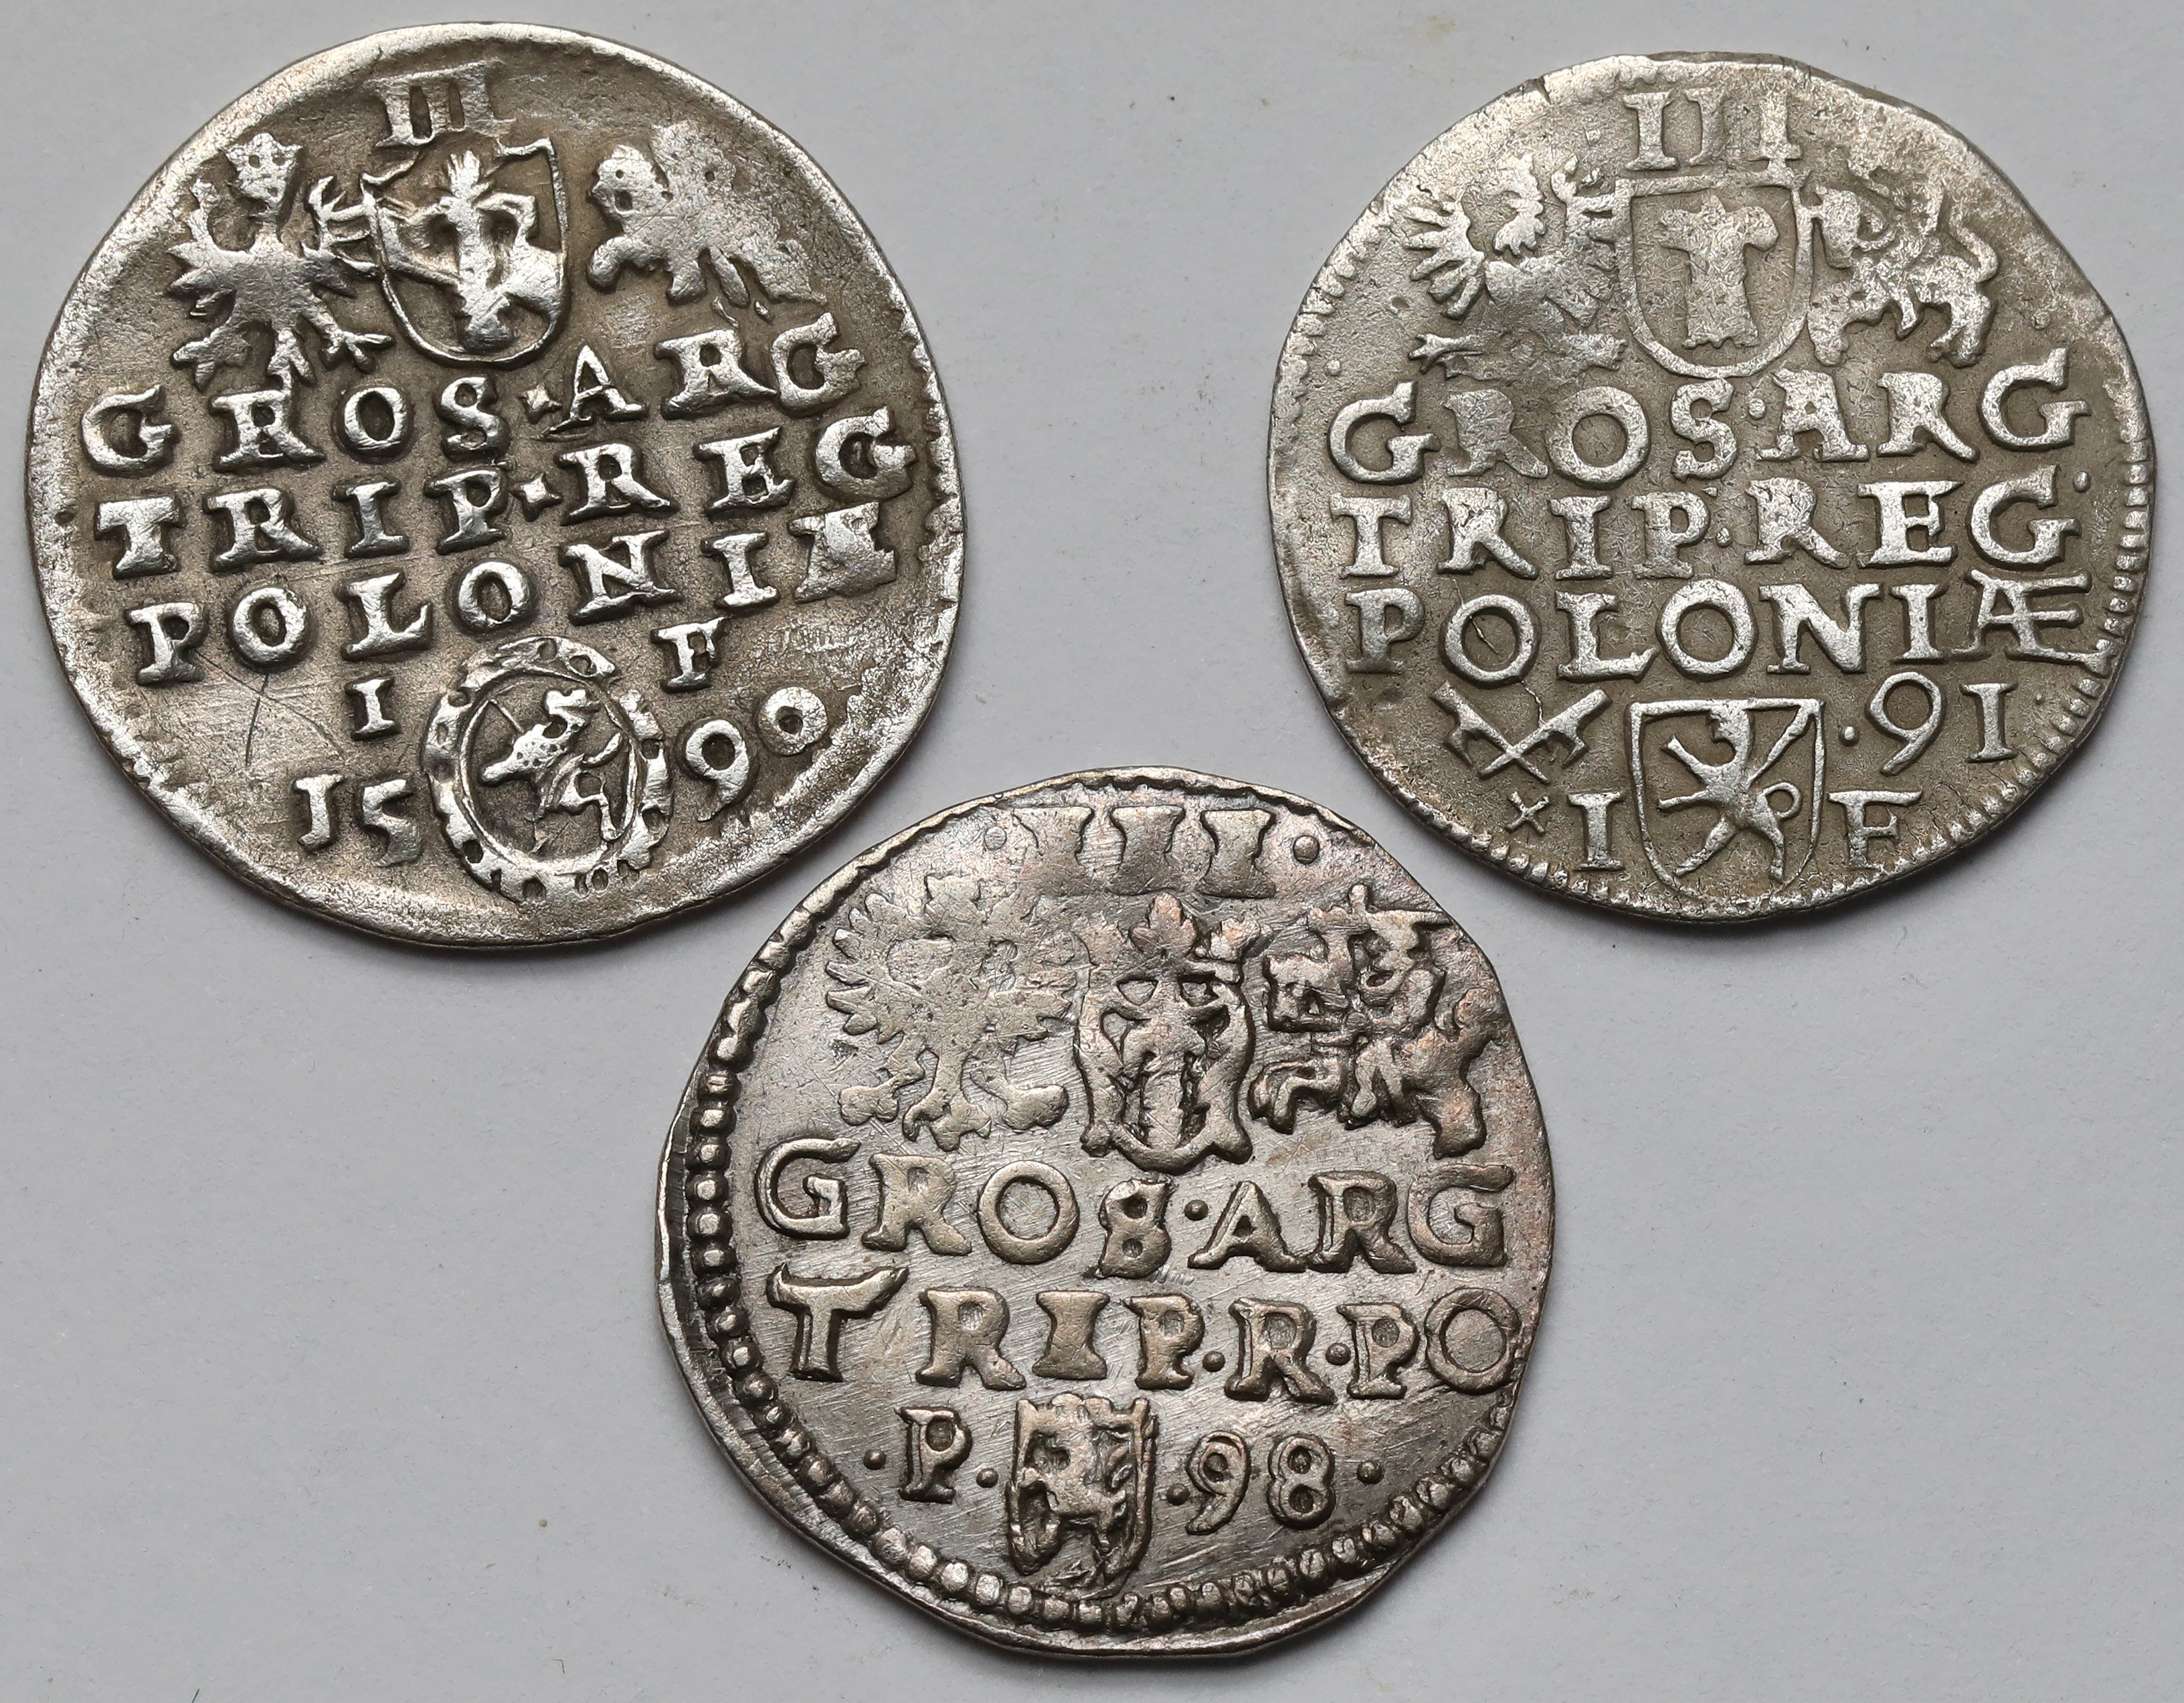 III
GROS·ARG
TRIP·REG
POLONIÆ
I F
15 90
III
GROS·ARG
TRIP·REG·
POLONIÆ
·91
I F
·III·
GROS·ARG
TRIP·R·PO
·P· ·98·